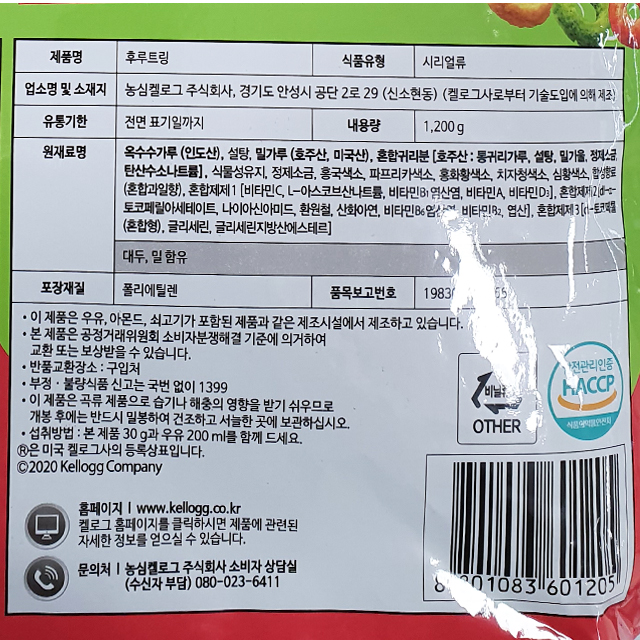 제품명 후루트링 식품유형 시리얼류
업소명 및 소재지 농심켈로그 주식회사, 경기도 안성시 공단 2로 29 (신소현동) (켈로그사로부터 기술도입에 의해 제조)
유통기한 전면 표기일까지 내용량 1,200 g
원재료명 옥수수가루 (인도산), 설탕, 밀가루 (호주산, 미국산), 혼합귀리분 [호주산 : 통귀리가루, 설탕, 밀가울, 정제소금,
탄산수소나트륨], 식물성유지, 정제소금, 홍국색소, 파프리카색소, 홍화황색소, 치자청색소, 심황색소, 합성향료
(혼합과일향), 혼합제제1 [비타민C, L-아스코브산나트륨, 비타민B₁염산염, 비타민A, 비타민D₃], 혼합제제2 [dl-α-
토코페릴아세테이트, 나이아신아미드, 환원철, 산화아연, 비타민B₆염산염, 비타민B₂, 엽산], 혼합제제3 [d-토코페롤
(혼합형), 글리세린, 글리세린지방산에스테르]
대두, 밀 함유
포장재질 폴리에틸렌 품목보고번호
• 이 제품은 우유, 아몬드, 쇠고기가 포함된 제품과 같은 제조시설에서 제조하고 있습니다.
• 본 제품은 공정거래위원회 소비자분쟁해결 기준에 의거하여
교환 또는 보상받을 수 있습니다.
• 반품교환장소 : 구입처
• 부정 · 불량식품 신고는 국번 없이 1399
• 이 제품은 곡류 제품으로 습기나 해충의 영향을 받기 쉬우므로
개봉 후에는 반드시 밀봉하여 건조하고 서늘한 곳에 보관하십시오.
• 섭취방법 : 본 제품 30 g과 우유 200 ml를 함께 드세요.
®은 미국 켈로그사의 등록상표입니다.
©2020 Kellogg Company
비닐류
OTHER
안전관리인증
HACCP
식품의약품안전처
홈페이지 | www.kellogg.co.kr
켈로그 홈페이지를 클릭하시면 제품에 관련된
자세한 정보를 얻으실 수 있습니다.
문의처 | 농심켈로그 주식회사 소비자 상담실
(수신자 부담) 080-023-6411
8 801083 601205